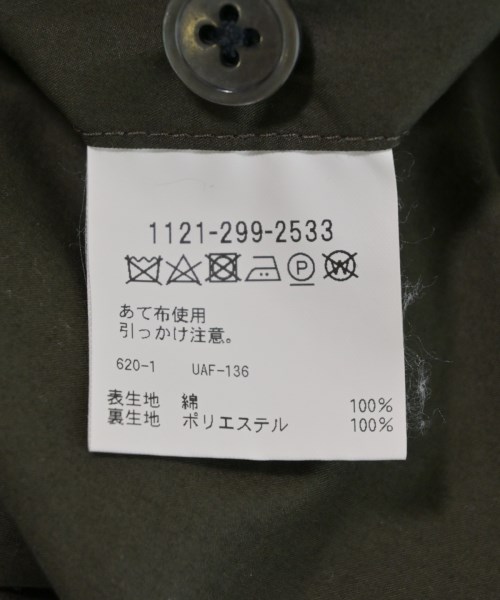 1121-299-2533
P W
あて布使用
引っかけ注意。
620-1 UAF-136
表生地 綿 100%
裏生地 ポリエステル 100%